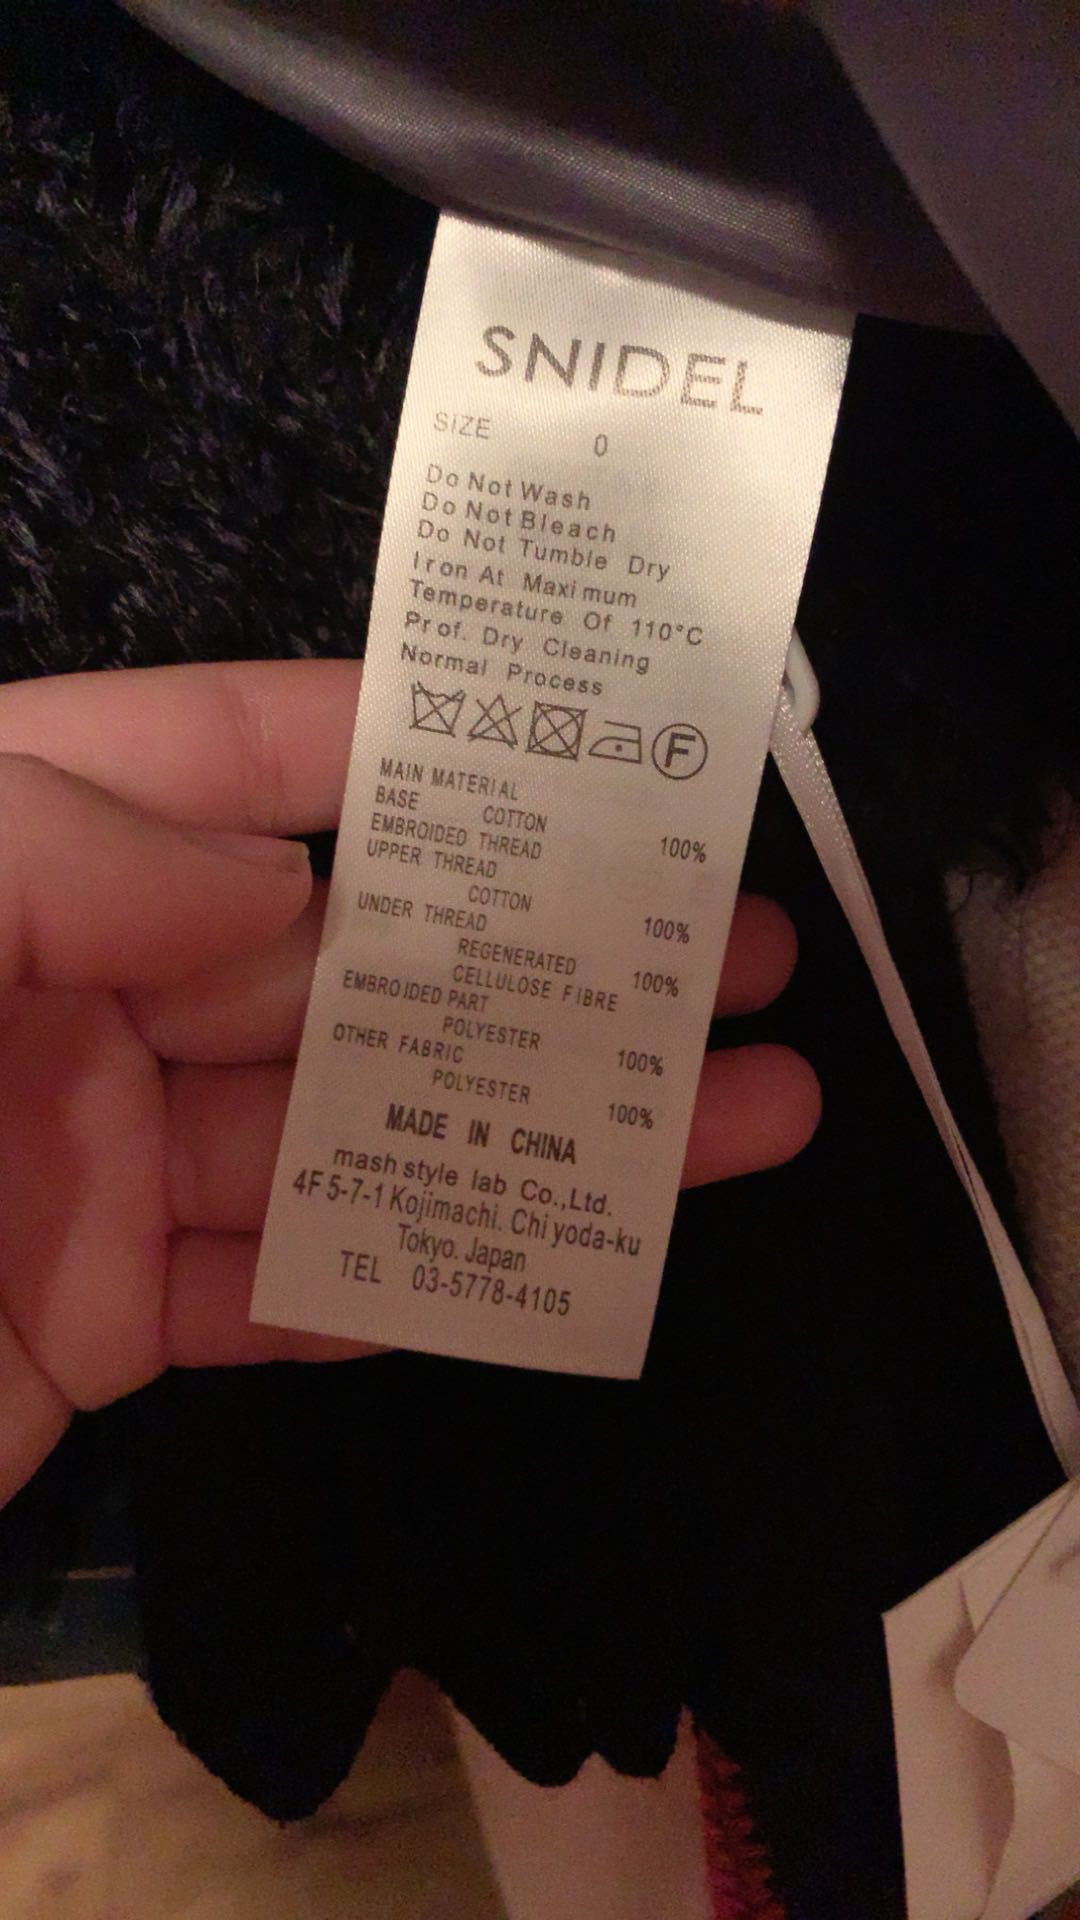 SNIDEL
SIZE 0
Do Not Wash
Do Not Bleach
Do Not Tumble Dry
Iron At Maximum
Temperature Of 110°C
Prof. Dry Cleaning
Normal Process
F
MAIN MATERIAL
BASE COTTON 100%
EMBROIDED THREAD
UPPER THREAD
COTTON 100%
UNDER THREAD
REGENERATED 100%
CELLULOSE FIBRE
EMBROIDED PART
POLYESTER 100%
OTHER FABRIC
POLYESTER 100%
MADE IN CHINA
mash style lab Co.,Ltd.
4F 5-7-1 Kojimachi. Chiyoda-ku
Tokyo. Japan
TEL 03-5778-4105